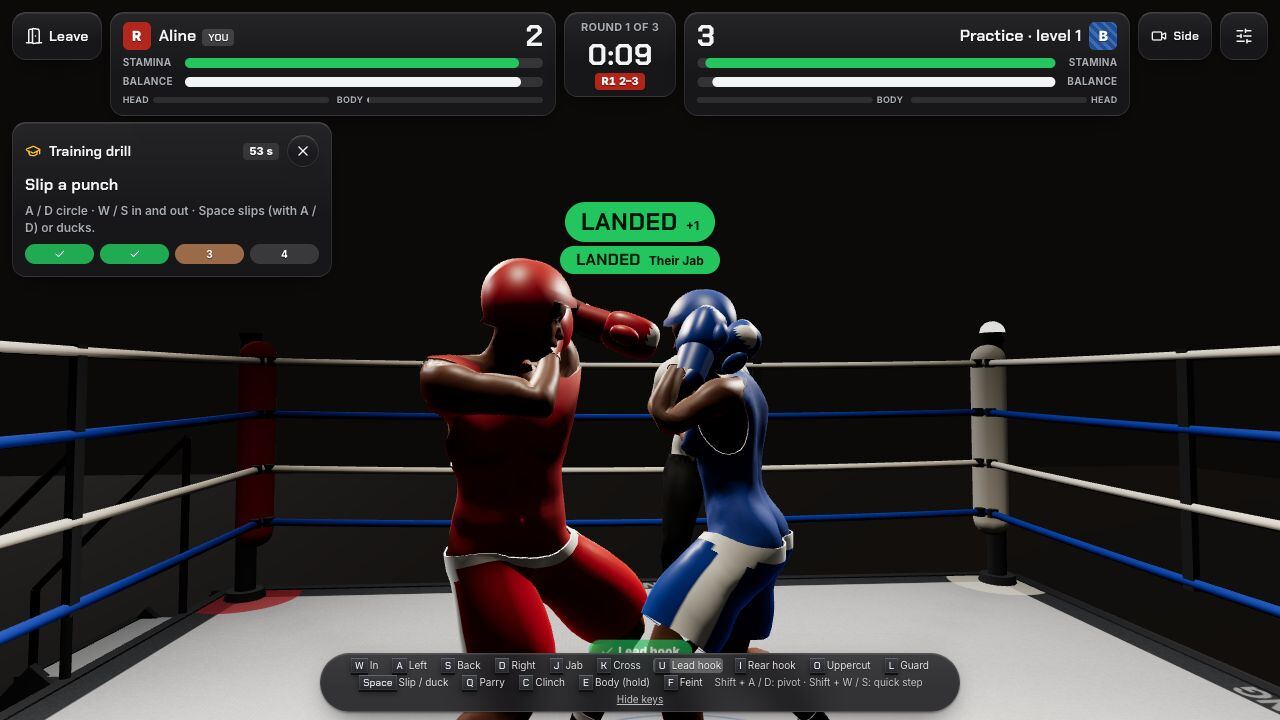 Leave
R Aline YOU 2
STAMINA
BALANCE
HEAD BODY
ROUND 1 OF 3
0:09
R1 2–3
3 Practice · level 1 B
STAMINA
BALANCE
BODY HEAD
Side
Training drill 53 s
Slip a punch
A / D circle · W / S in and out · Space slips (with A /
D) or ducks.
3 4
LANDED +1
LANDED Their Jab
Lead hook
W In A Left S Back D Right J Jab K Cross U Lead hook I Rear hook O Uppercut L Guard
Space Slip / duck Q Parry C Clinch E Body (hold) F Feint Shift + A / D: pivot · Shift + W / S: quick step
Hide keys